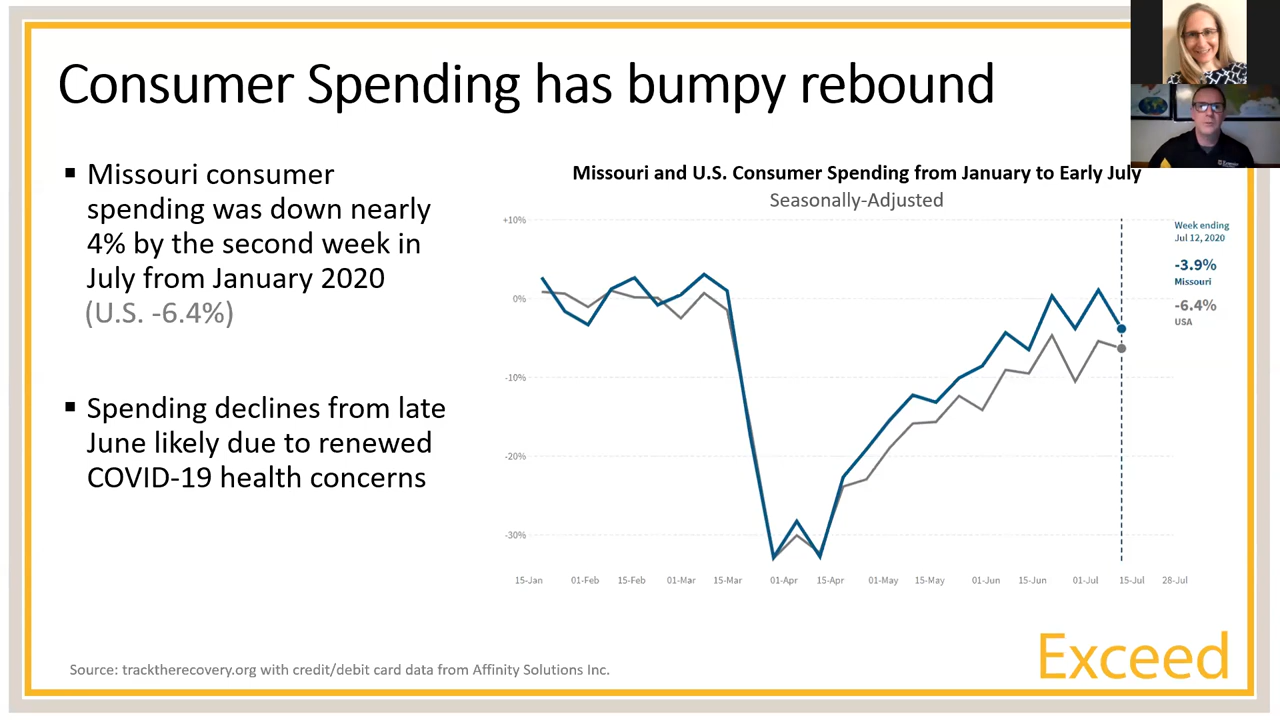 Consumer Spending has bumpy rebound
▪ Missouri consumer
spending was down nearly
4% by the second week in
July from January 2020
(U.S. -6.4%)
▪ Spending declines from late
June likely due to renewed
COVID-19 health concerns
Missouri and U.S. Consumer Spending from January to Early July
Seasonally-Adjusted
+10%
0%
-10%
-20%
-30%
15-Jan 01-Feb 15-Feb 01-Mar 15-Mar 01-Apr 15-Apr 01-May 15-May 01-Jun 15-Jun 01-Jul 15-Jul 28-Jul
Week ending
Jul 12, 2020
-3.9%
Missouri
-6.4%
USA
Source: tracktherecovery.org with credit/debit card data from Affinity Solutions Inc.
Exceed